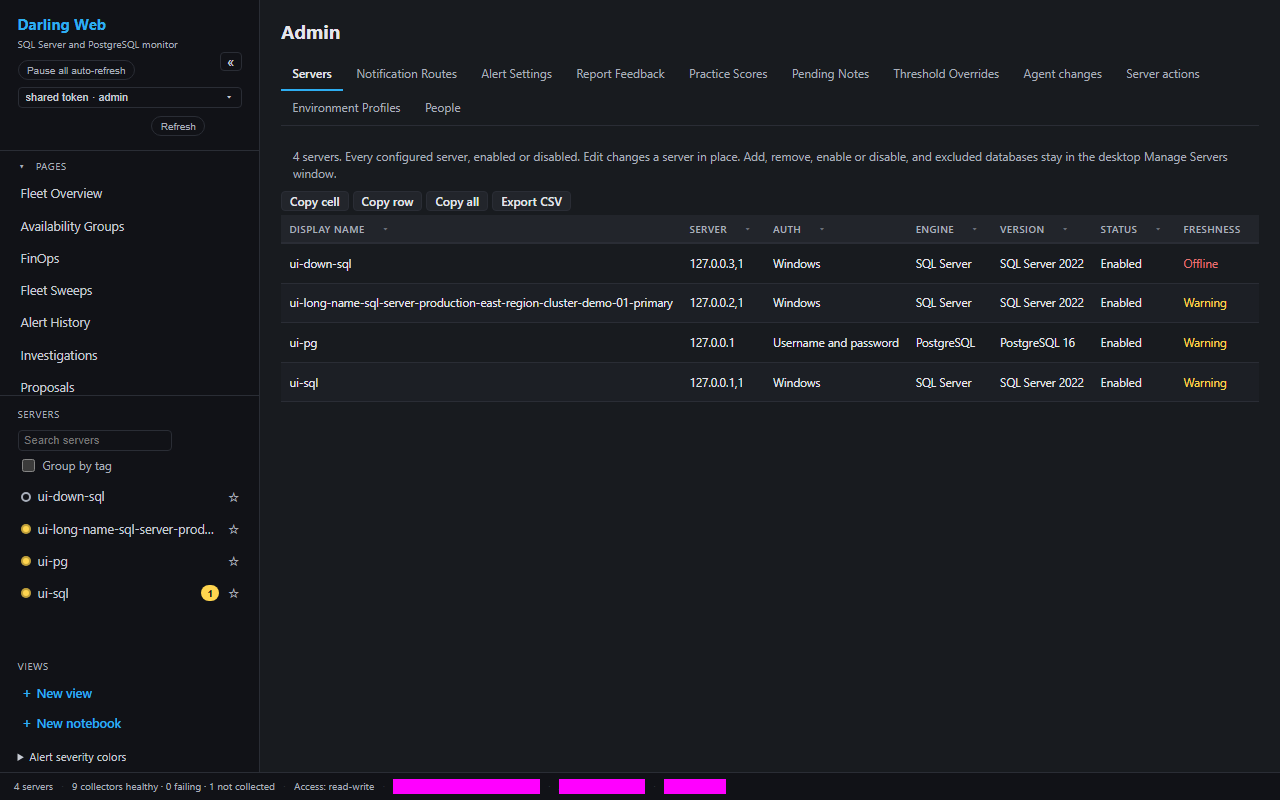 Darling Web
SQL Server and PostgreSQL monitor
«
Pause all auto-refresh
shared token · admin
Refresh
PAGES
Fleet Overview
Availability Groups
FinOps
Fleet Sweeps
Alert History
Investigations
Proposals
SERVERS
Search servers
Group by tag
ui-down-sql
ui-long-name-sql-server-prod...
ui-pg
ui-sql 1
VIEWS
+ New view
+ New notebook
Alert severity colors
Admin
Servers Notification Routes Alert Settings Report Feedback Practice Scores Pending Notes Threshold Overrides Agent changes Server actions
Environment Profiles People
4 servers. Every configured server, enabled or disabled. Edit changes a server in place. Add, remove, enable or disable, and excluded databases stay in the desktop Manage Servers
window.
Copy cell Copy row Copy all Export CSV
DISPLAY NAME SERVER AUTH ENGINE VERSION STATUS FRESHNESS
ui-down-sql 127.0.0.3,1 Windows SQL Server SQL Server 2022 Enabled Offline
ui-long-name-sql-server-production-east-region-cluster-demo-01-primary 127.0.0.2,1 Windows SQL Server SQL Server 2022 Enabled Warning
ui-pg 127.0.0.1 Username and password PostgreSQL PostgreSQL 16 Enabled Warning
ui-sql 127.0.0.1,1 Windows SQL Server SQL Server 2022 Enabled Warning
4 servers · 9 collectors healthy · 0 failing · 1 not collected · Access: read-write